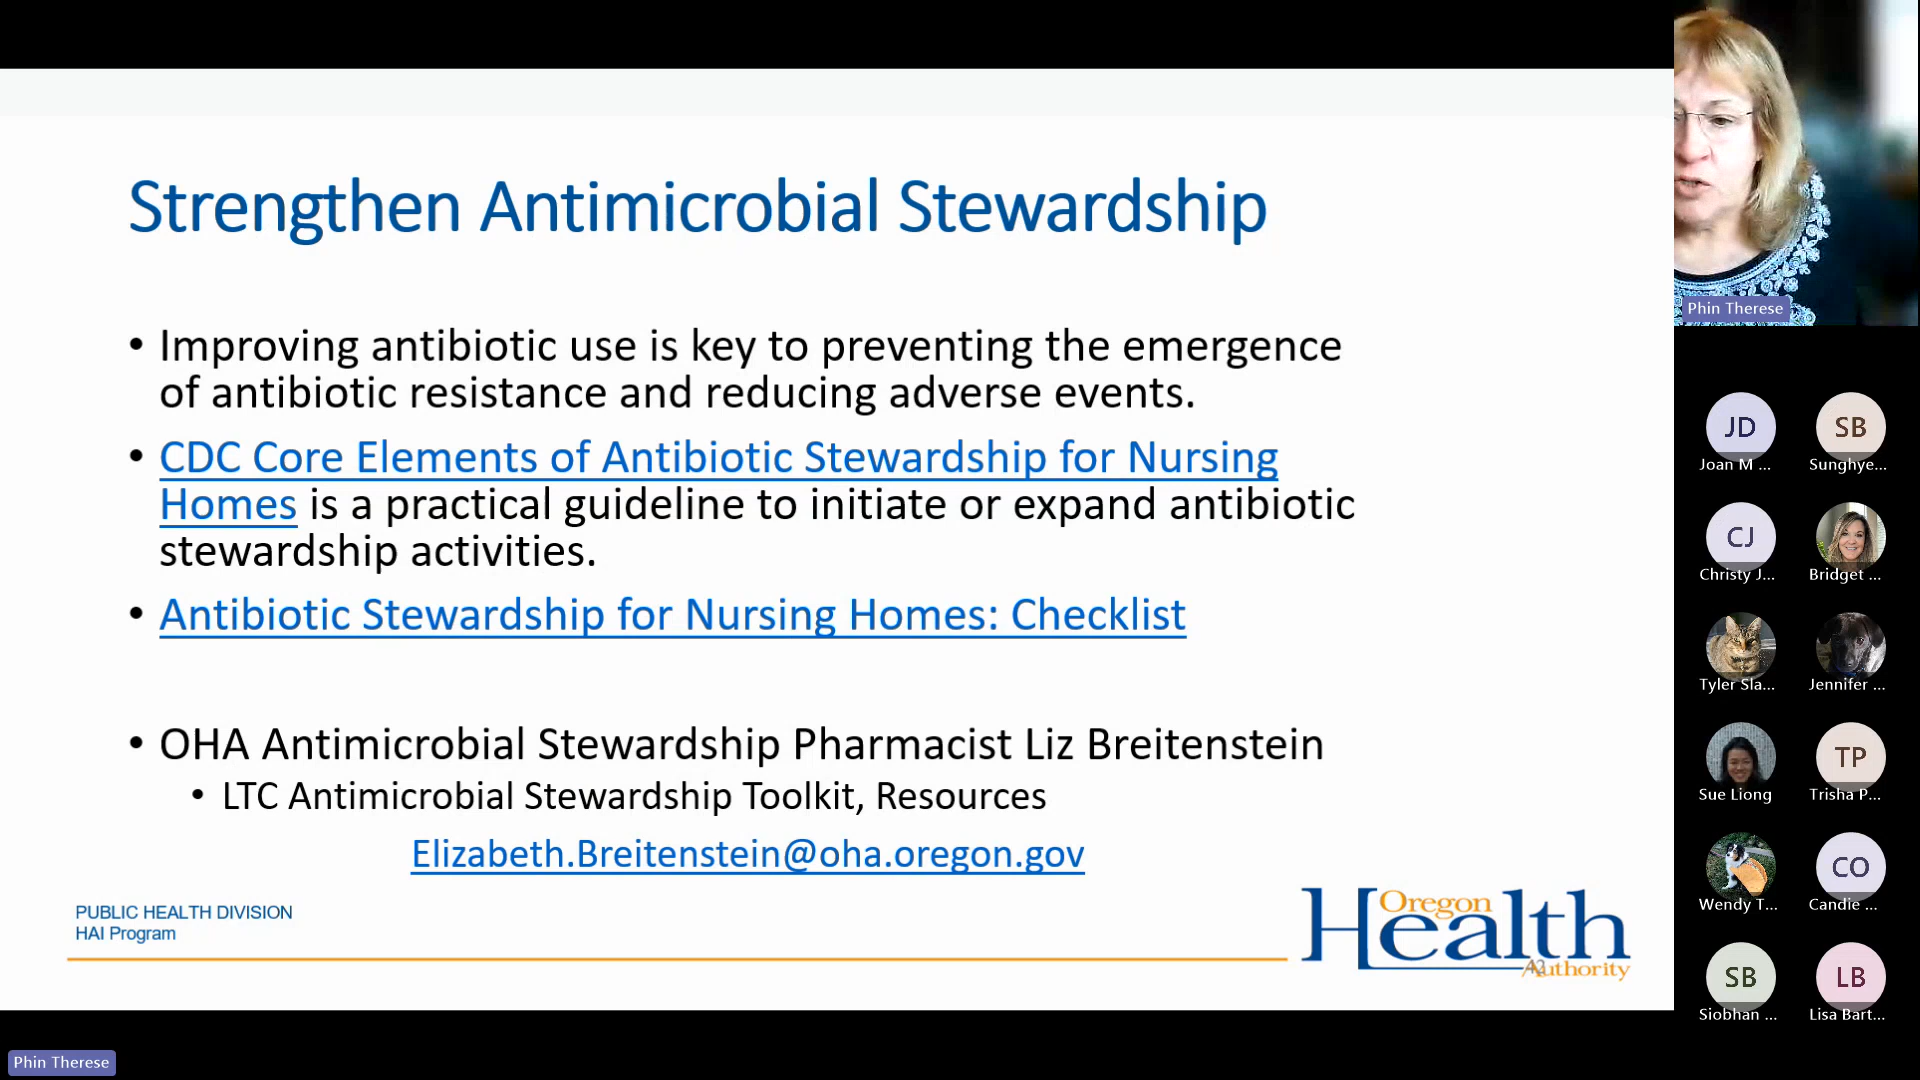 Strengthen Antimicrobial Stewardship
• Improving antibiotic use is key to preventing the emergence
of antibiotic resistance and reducing adverse events.
• CDC Core Elements of Antibiotic Stewardship for Nursing
Homes is a practical guideline to initiate or expand antibiotic
stewardship activities.
• Antibiotic Stewardship for Nursing Homes: Checklist
• OHA Antimicrobial Stewardship Pharmacist Liz Breitenstein
• LTC Antimicrobial Stewardship Toolkit, Resources
Elizabeth.Breitenstein@oha.oregon.gov
PUBLIC HEALTH DIVISION
HAI Program
Oregon
Health
Authority
42
Phin Therese
JD
Joan M ...
SB
Sunghye...
CJ
Christy J...
Bridget ...
Tyler Sla...
Jennifer ...
Sue Liong
TP
Trisha P...
Wendy T...
CO
Candie ...
SB
Siobhan ...
LB
Lisa Bart...
Phin Therese